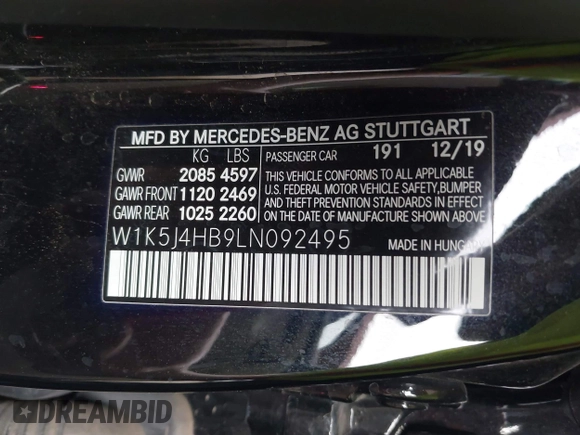 MFD BY MERCEDES-BENZ AG STUTTGART
KG LBS PASSENGER CAR 191 12/19
GVWR 2085 4597
GAWR FRONT 1120 2469
GAWR REAR 1025 2260
THIS VEHICLE CONFORMS TO ALL APPLICABLE
U.S. FEDERAL MOTOR VEHICLE SAFETY,BUMPER
AND THEFT PREVENTION STANDARDS IN
EFFECT ON THE DATE OF MFR SHOWN ABOVE.
W1K5J4HB9LN092495 MADE IN HUNGARY
DREAMBID